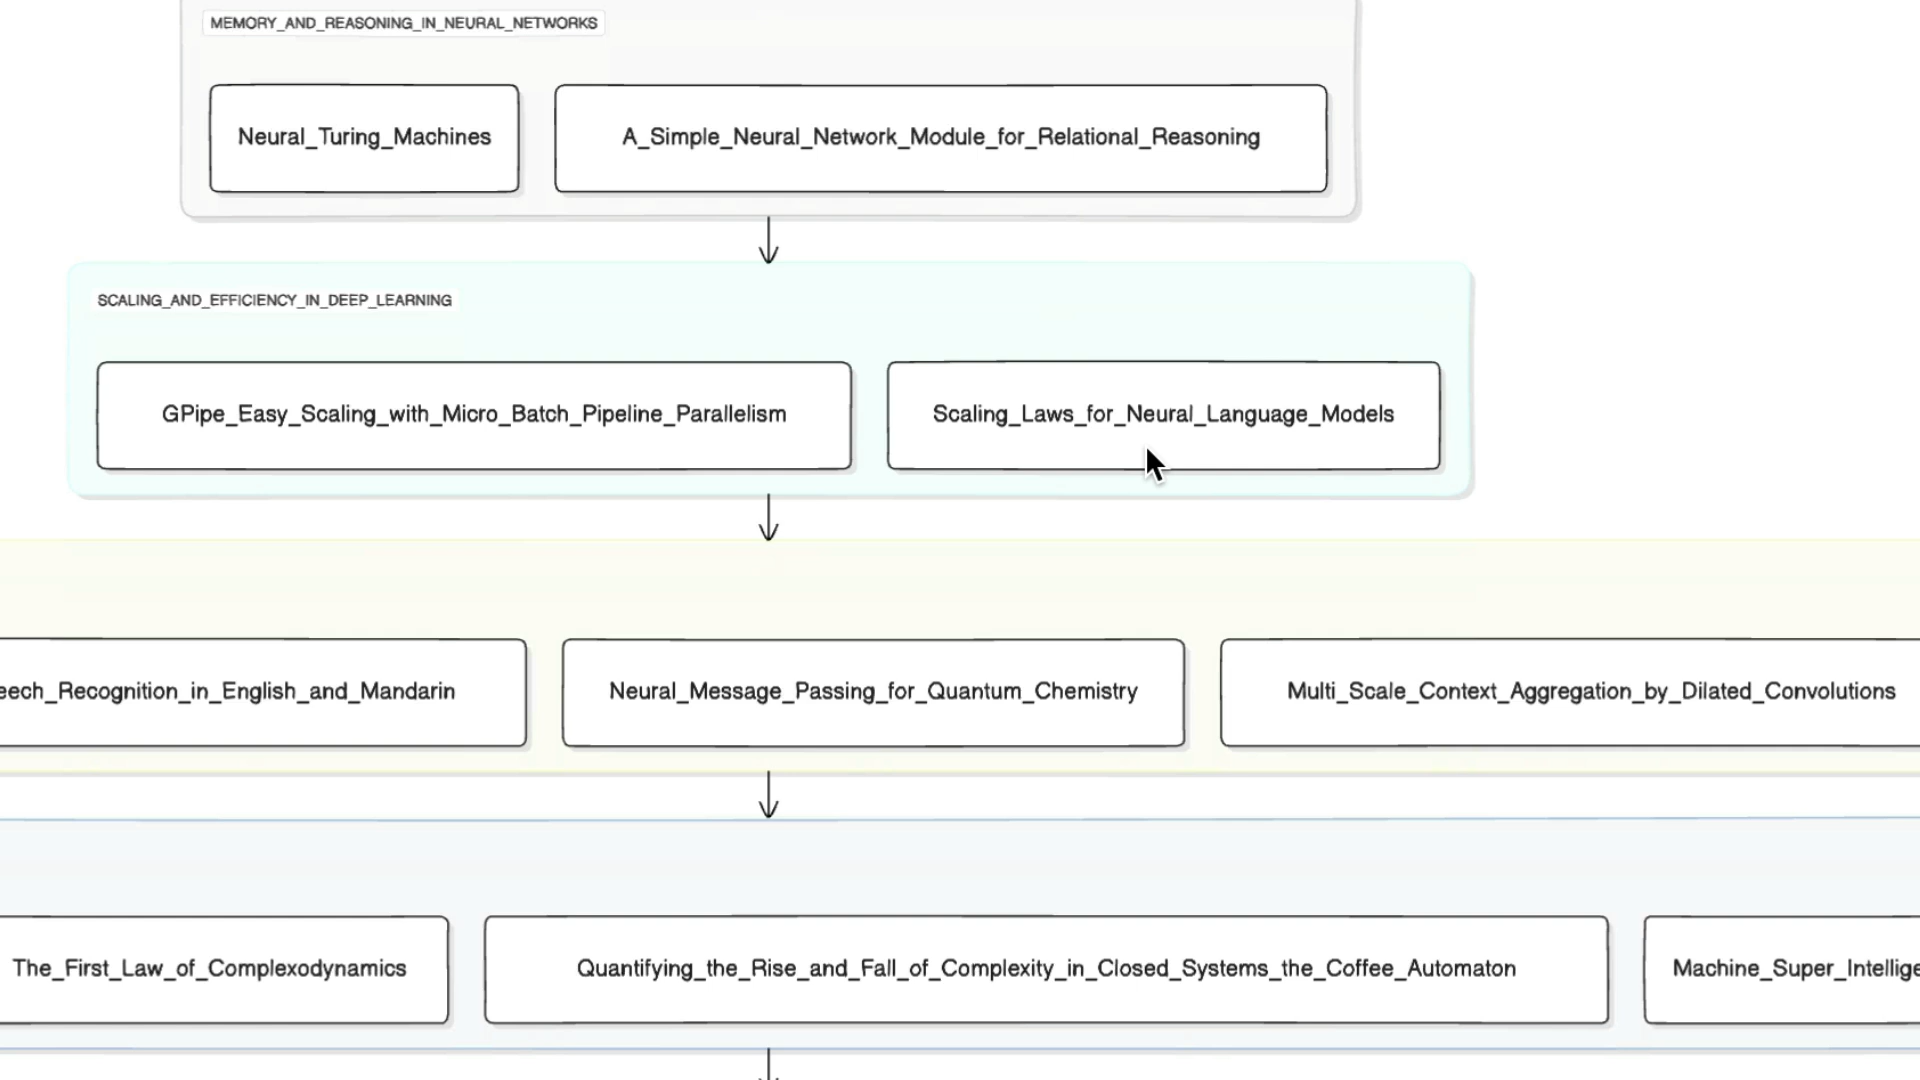 MEMORY_AND_REASONING_IN_NEURAL_NETWORKS
Neural_Turing_Machines
A_Simple_Neural_Network_Module_for_Relational_Reasoning
SCALING_AND_EFFICIENCY_IN_DEEP_LEARNING
GPipe_Easy_Scaling_with_Micro_Batch_Pipeline_Parallelism
Scaling_Laws_for_Neural_Language_Models
eech_Recognition_in_English_and_Mandarin
Neural_Message_Passing_for_Quantum_Chemistry
Multi_Scale_Context_Aggregation_by_Dilated_Convolutions
The_First_Law_of_Complexodynamics
Quantifying_the_Rise_and_Fall_of_Complexity_in_Closed_Systems_the_Coffee_Automaton
Machine_Super_Intellige